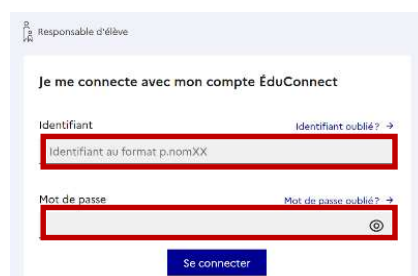 Responsable d'élève
Je me connecte avec mon compte ÉduConnect
Identifiant Identifiant oublié? →
Identifiant au format p.nomXX
Mot de passe Mot de passe oublié? →
Se connecter